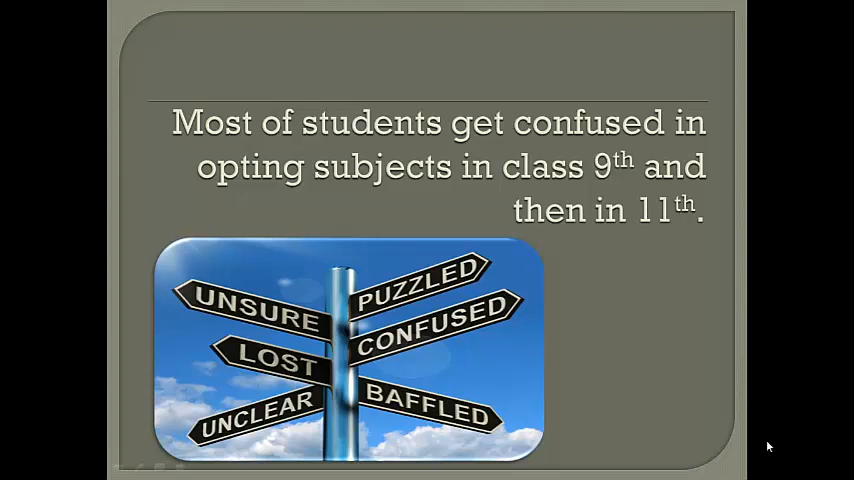 Most of students get confused in
opting subjects in class 9th and
then in 11th.
UNSURE
PUZZLED
LOST
CONFUSED
UNCLEAR
BAFFLED